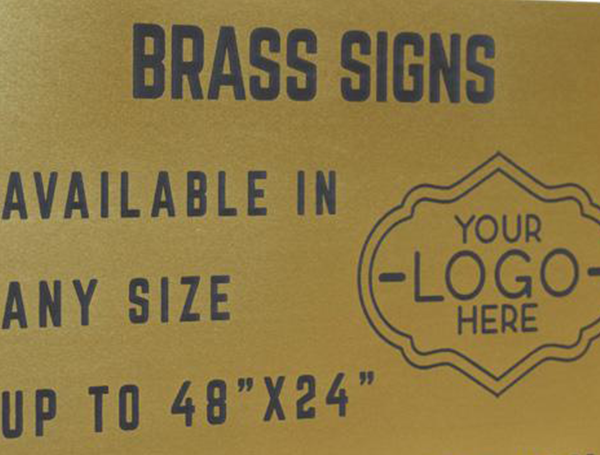 BRASS SIGNS
AVAILABLE IN
ANY SIZE
UP TO 48”X24”
YOUR
-LOGO-
HERE